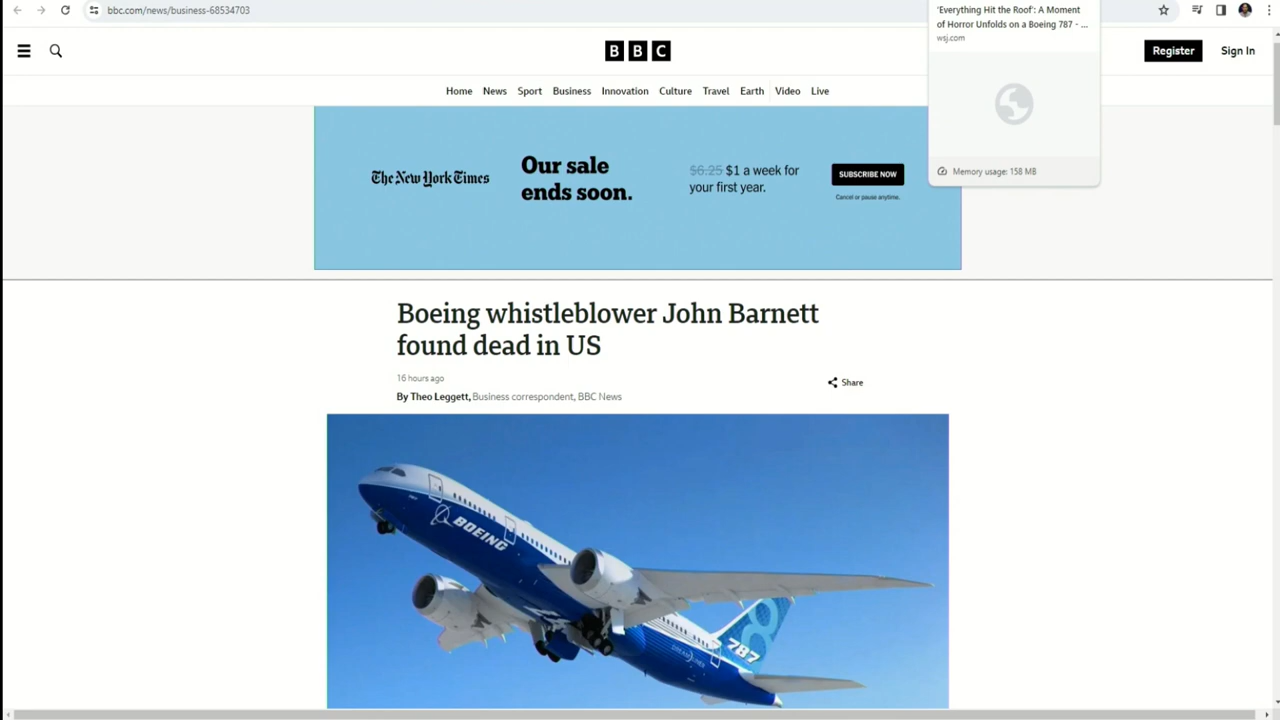 bbc.com/news/business-68534703
'Everything Hit the Roof': A Moment
of Horror Unfolds on a Boeing 787 - ...
wsj.com
Memory usage: 158 MB
BBC
Register
Sign In
Home News Sport Business Innovation Culture Travel Earth Video Live
The New York Times
Our sale
ends soon.
$6.25 $1 a week for
your first year.
SUBSCRIBE NOW
Cancel or pause anytime.
Boeing whistleblower John Barnett
found dead in US
16 hours ago
Share
By Theo Leggett, Business correspondent, BBC News
BOEING
787
8
DREAMLINER